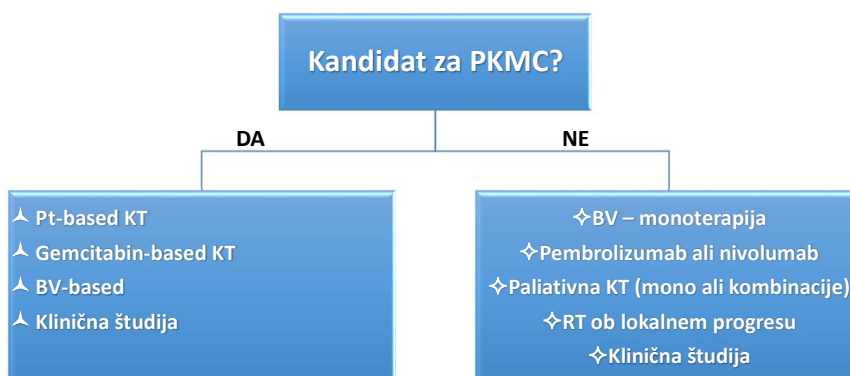 Kandidat za PKMC?
DA
NE
Pt-based KT
Gemcitabin-based KT
BV-based
Klinična študija
BV – monoterapija
Pembrolizumab ali nivolumab
Paliativna KT (mono ali kombinacije)
RT ob lokalnem progresu
Klinična študija